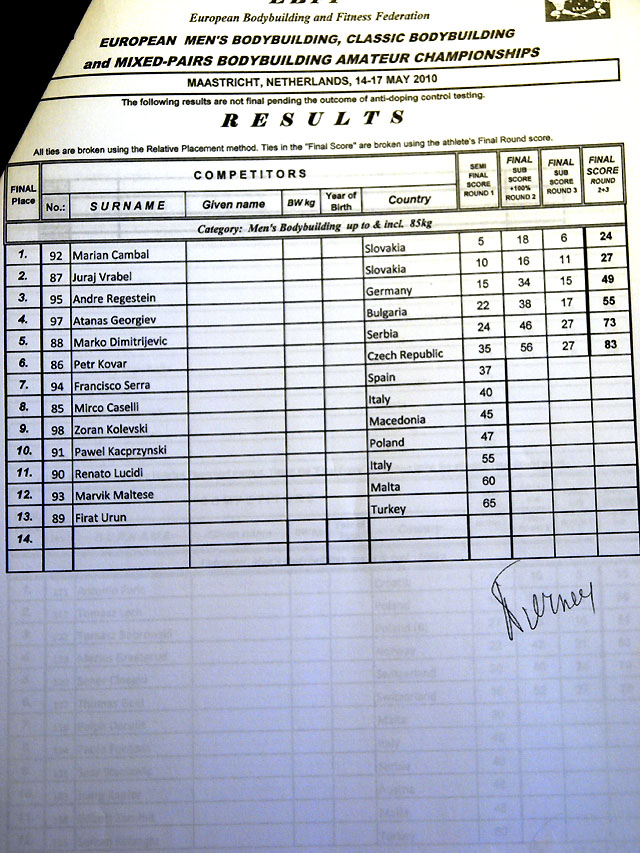 European Bodybuilding and Fitness Federation
EUROPEAN MEN'S BODYBUILDING, CLASSIC BODYBUILDING
and MIXED-PAIRS BODYBUILDING AMATEUR CHAMPIONSHIPS
MAASTRICHT, NETHERLANDS, 14-17 MAY 2010
The following results are not final pending the outcome of anti-doping control testing.
RESULTS
All ties are broken using the Relative Placement method. Ties in the "Final Score" are broken using the athlete's Final Round score.
FINAL Place COMPETITORS SEMI FINAL SCORE ROUND 1 FINAL SUB SCORE +100% ROUND 2 FINAL SUB SCORE ROUND 3 FINAL SCORE ROUND 2+3
No.: SURNAME Given name BW kg Year of Birth Country
Category: Men's Bodybuilding up to & incl. 85kg
1. 92 Marian Cambal Slovakia 5 18 6 24
2. 87 Juraj Vrabel Slovakia 10 16 11 27
3. 95 Andre Regestein Germany 15 34 15 49
4. 97 Atanas Georgiev Bulgaria 22 38 17 55
5. 88 Marko Dimitrijevic Serbia 24 46 27 73
6. 86 Petr Kovar Czech Republic 35 56 27 83
7. 94 Francisco Serra Spain 37
8. 85 Mirco Caselli Italy 40
9. 98 Zoran Kolevski Macedonia 45
10. 91 Pawel Kacprzynski Poland 47
11. 90 Renato Lucidi Italy 55
12. 93 Marvik Maltese Malta 60
13. 89 Firat Urun Turkey 65
14.